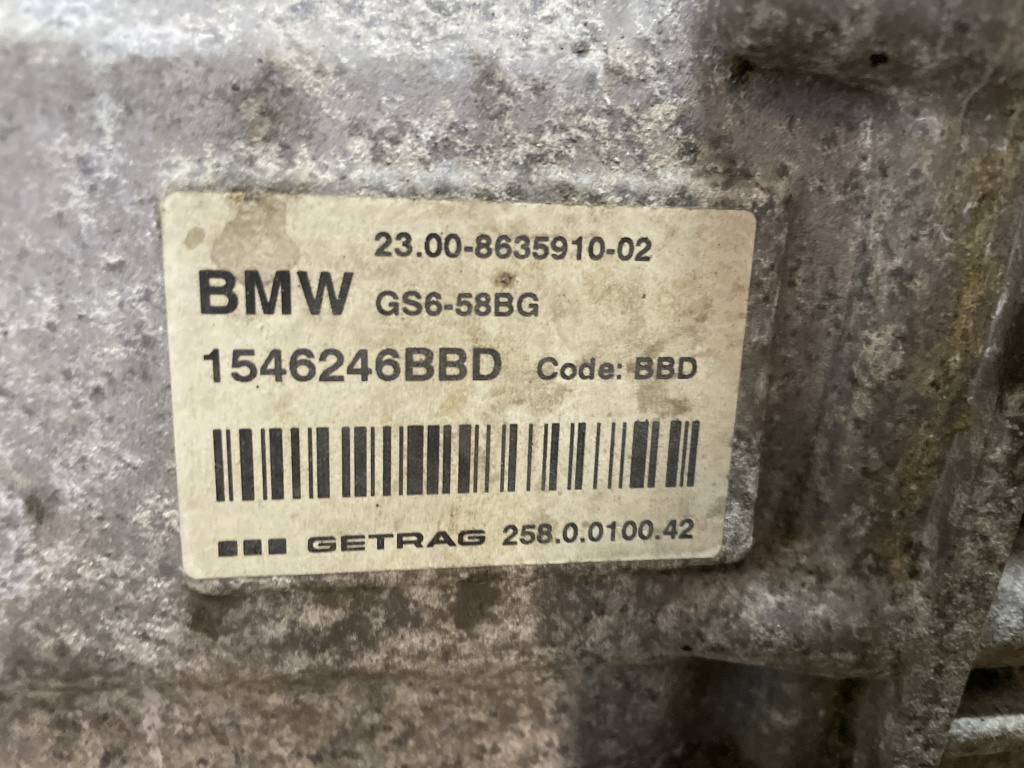 23.00-8635910-02
BMW GS6-58BG
1546246BBD Code: BBD
GETRAG 258.0.0100.42